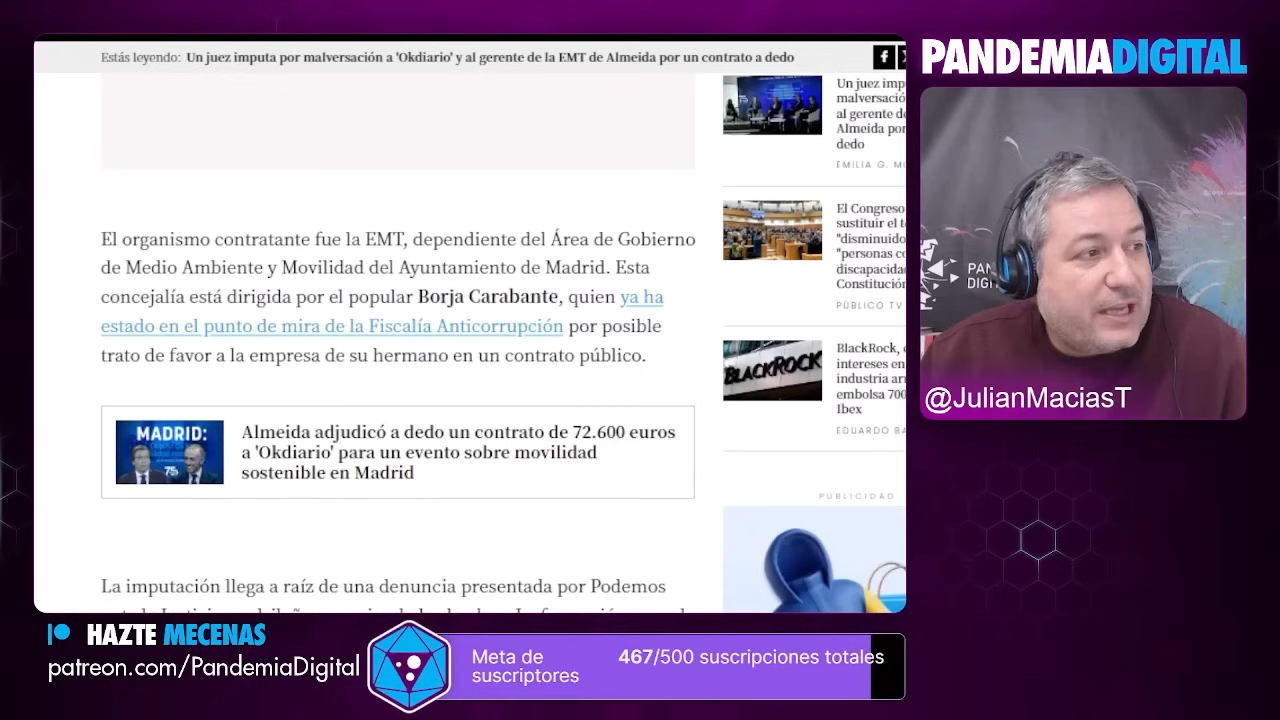 Estás leyendo: Un juez imputa por malversación a 'Okdiario' y al gerente de la EMT de Almeida por un contrato a dedo
El organismo contratante fue la EMT, dependiente del Área de Gobierno
de Medio Ambiente y Movilidad del Ayuntamiento de Madrid. Esta
concejalía está dirigida por el popular Borja Carabante, quien ya ha
estado en el punto de mira de la Fiscalía Anticorrupción por posible
trato de favor a la empresa de su hermano en un contrato público.
MADRID:
75
Almeida adjudicó a dedo un contrato de 72.600 euros
a 'Okdiario' para un evento sobre movilidad
sostenible en Madrid
La imputación llega a raíz de una denuncia presentada por Podemos
Un juez imp
malversació
al gerente d
Almeida por
dedo
EMILIA G. M
El Congreso
sustituir el t
"disminuido
"personas co
discapacida
Constitució
PÚBLICO TV
BLACKROCK
BlackRock,
intereses en
industria ar
embolsa 700
Ibex
EDUARDO BA
PUBLICIDAD
PANDEMIADIGITAL
PAN
DIGI
@JulianMaciasT
HAZTE MECENAS
patreon.com/PandemiaDigital
Meta de
suscriptores
467/500 suscripciones totales